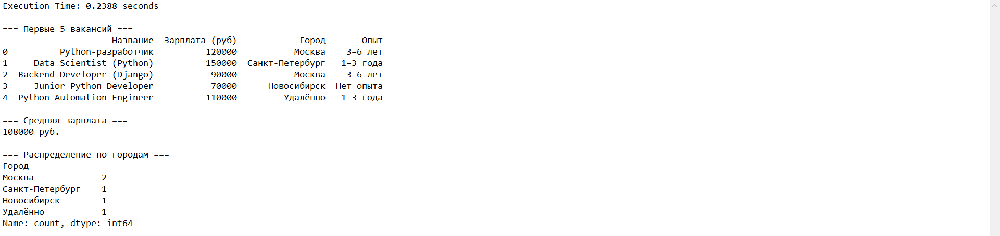 Execution Time: 0.2388 seconds

=== Первые 5 вакансий ===
                     Название  Зарплата (руб)            Город       Опыт
0          Python-разработчик          120000           Москва    3–6 лет
1     Data Scientist (Python)          150000  Санкт-Петербург   1–3 года
2  Backend Developer (Django)           90000           Москва    3–6 лет
3     Junior Python Developer           70000      Новосибирск  Нет опыта
4  Python Automation Engineer          110000         Удалённо   1–3 года

=== Средняя зарплата ===
108000 руб.

=== Распределение по городам ===
Город
Москва             2
Санкт-Петербург    1
Новосибирск        1
Удалённо           1
Name: count, dtype: int64